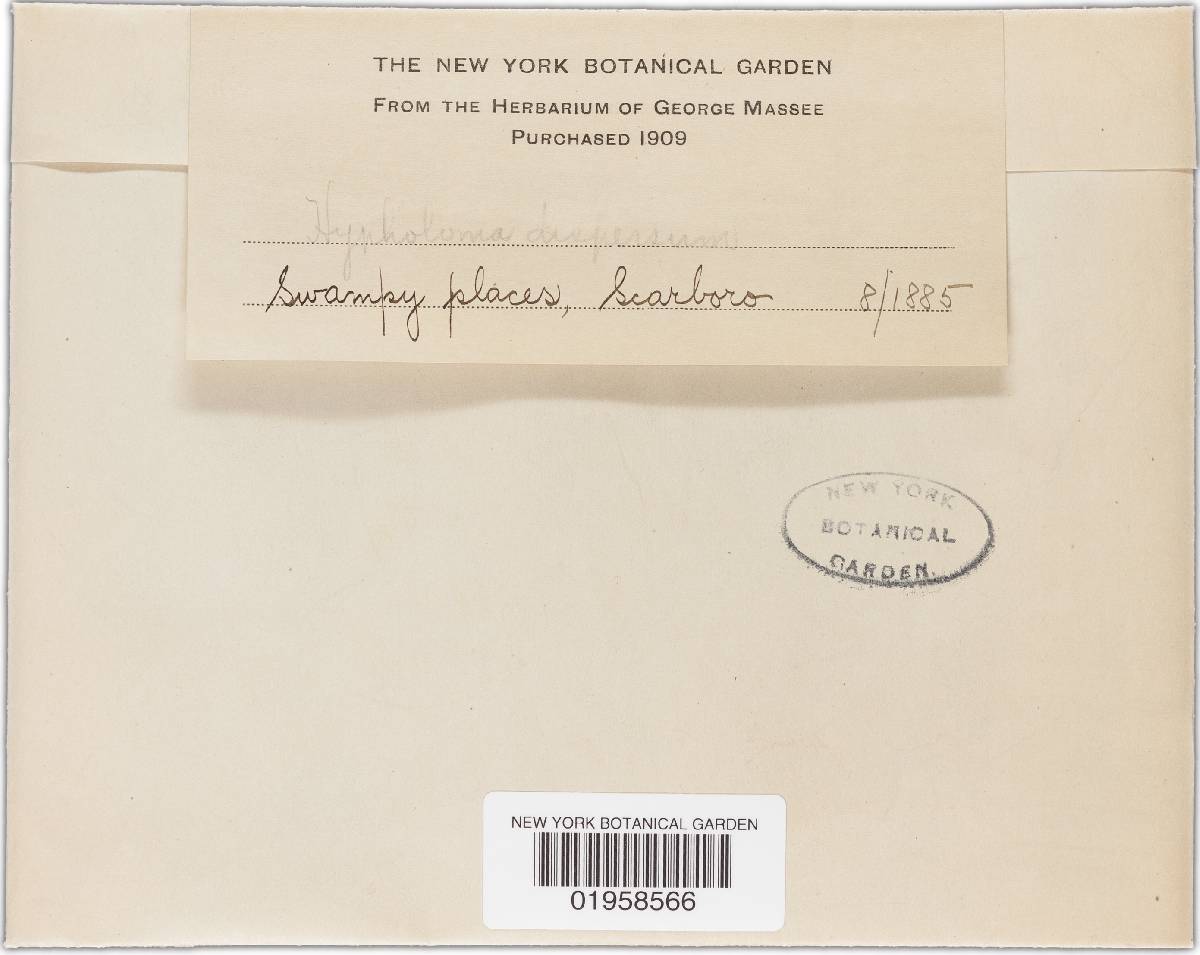 THE NEW YORK BOTANICAL GARDEN
FROM THE HERBARIUM OF GEORGE MASSEE
PURCHASED 1909
Hypholoma dispersum
Swampy places, Scarboro 8/1885
NEW YORK
BOTANICAL
GARDEN.
NEW YORK BOTANICAL GARDEN
01958566